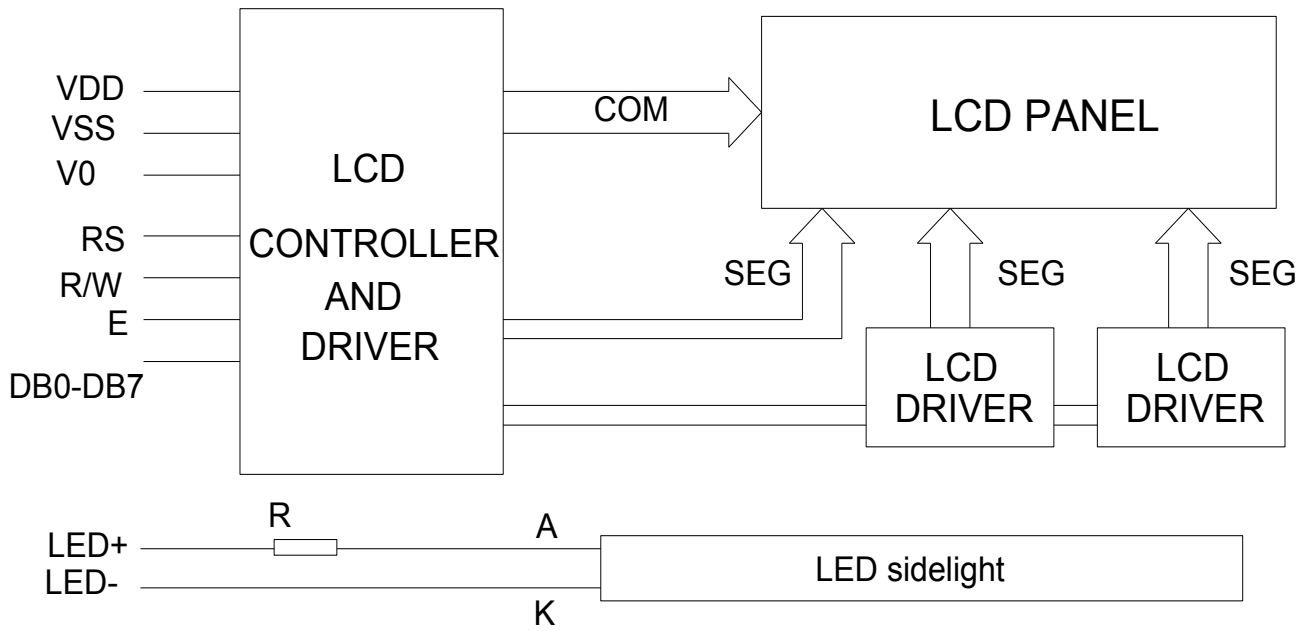 VDD
VSS
V0
RS
R/W
E
DB0-DB7
LCD
CONTROLLER
AND
DRIVER
COM
LCD PANEL
SEG
SEG
SEG
LCD
DRIVER
LCD
DRIVER
R
A
LED+
LED-
K
LED sidelight